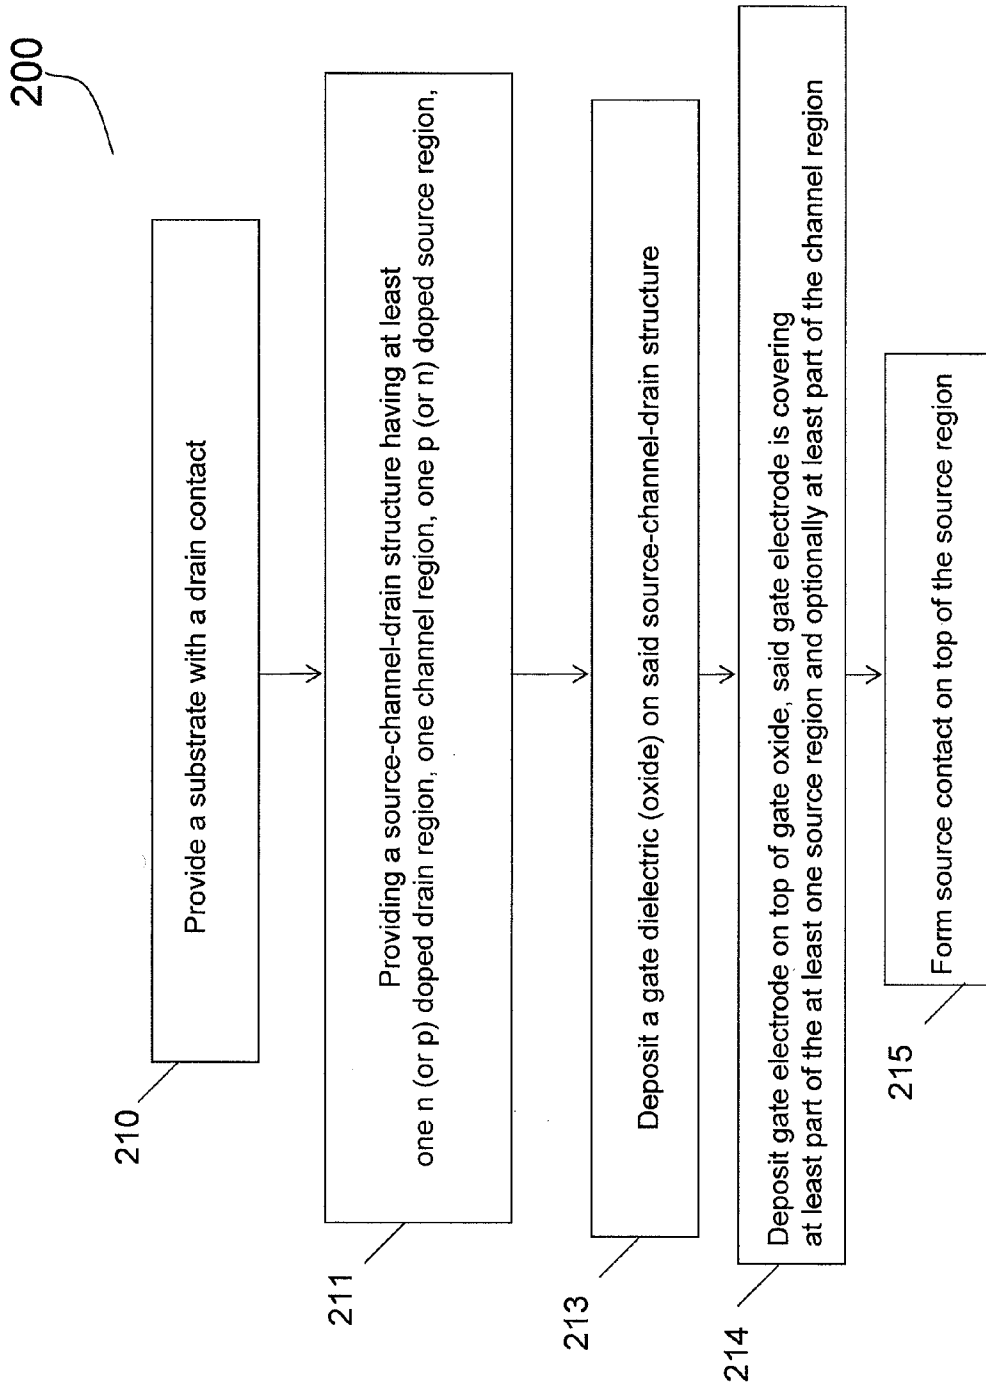 200
210
Provide a substrate with a drain contact
211
Providing a source-channel-drain structure having at least
one n (or p) doped drain region, one channel region, one p (or n) doped source region,
213
Deposit a gate dielectric (oxide) on said source-channel-drain structure
214
Deposit gate electrode on top of gate oxide, said gate electrode is covering
at least part of the at least one source region and optionally at least part of the channel region
215
Form source contact on top of the source region